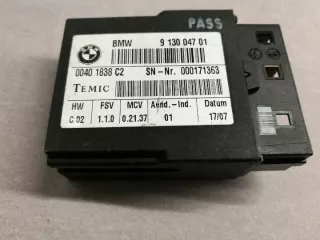 PASS
BMW 9 130 047 01
0040 1838 C2 SN-Nr. 000171363
TEMIC
HW FSV MCV Aend.-Ind. Datum
C 02 1.1.0 0.21.37 01 17/07